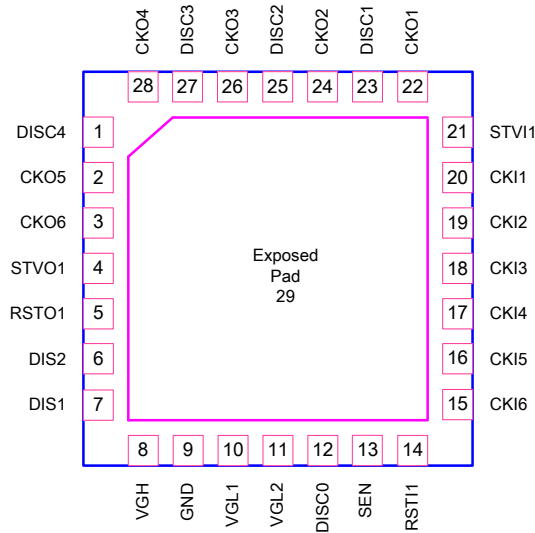 CKO4
DISC3
CKO3
DISC2
CKO2
DISC1
CKO1
28
27
26
25
24
23
22
DISC4
1
21
STVI1
CKO5
2
20
CKI1
CKO6
3
19
CKI2
STVO1
4
18
CKI3
RSTO1
5
17
CKI4
DIS2
6
16
CKI5
DIS1
7
15
CKI6
Exposed
Pad
29
8
9
10
11
12
13
14
VGH
GND
VGL1
VGL2
DISC0
SEN
RSTI1